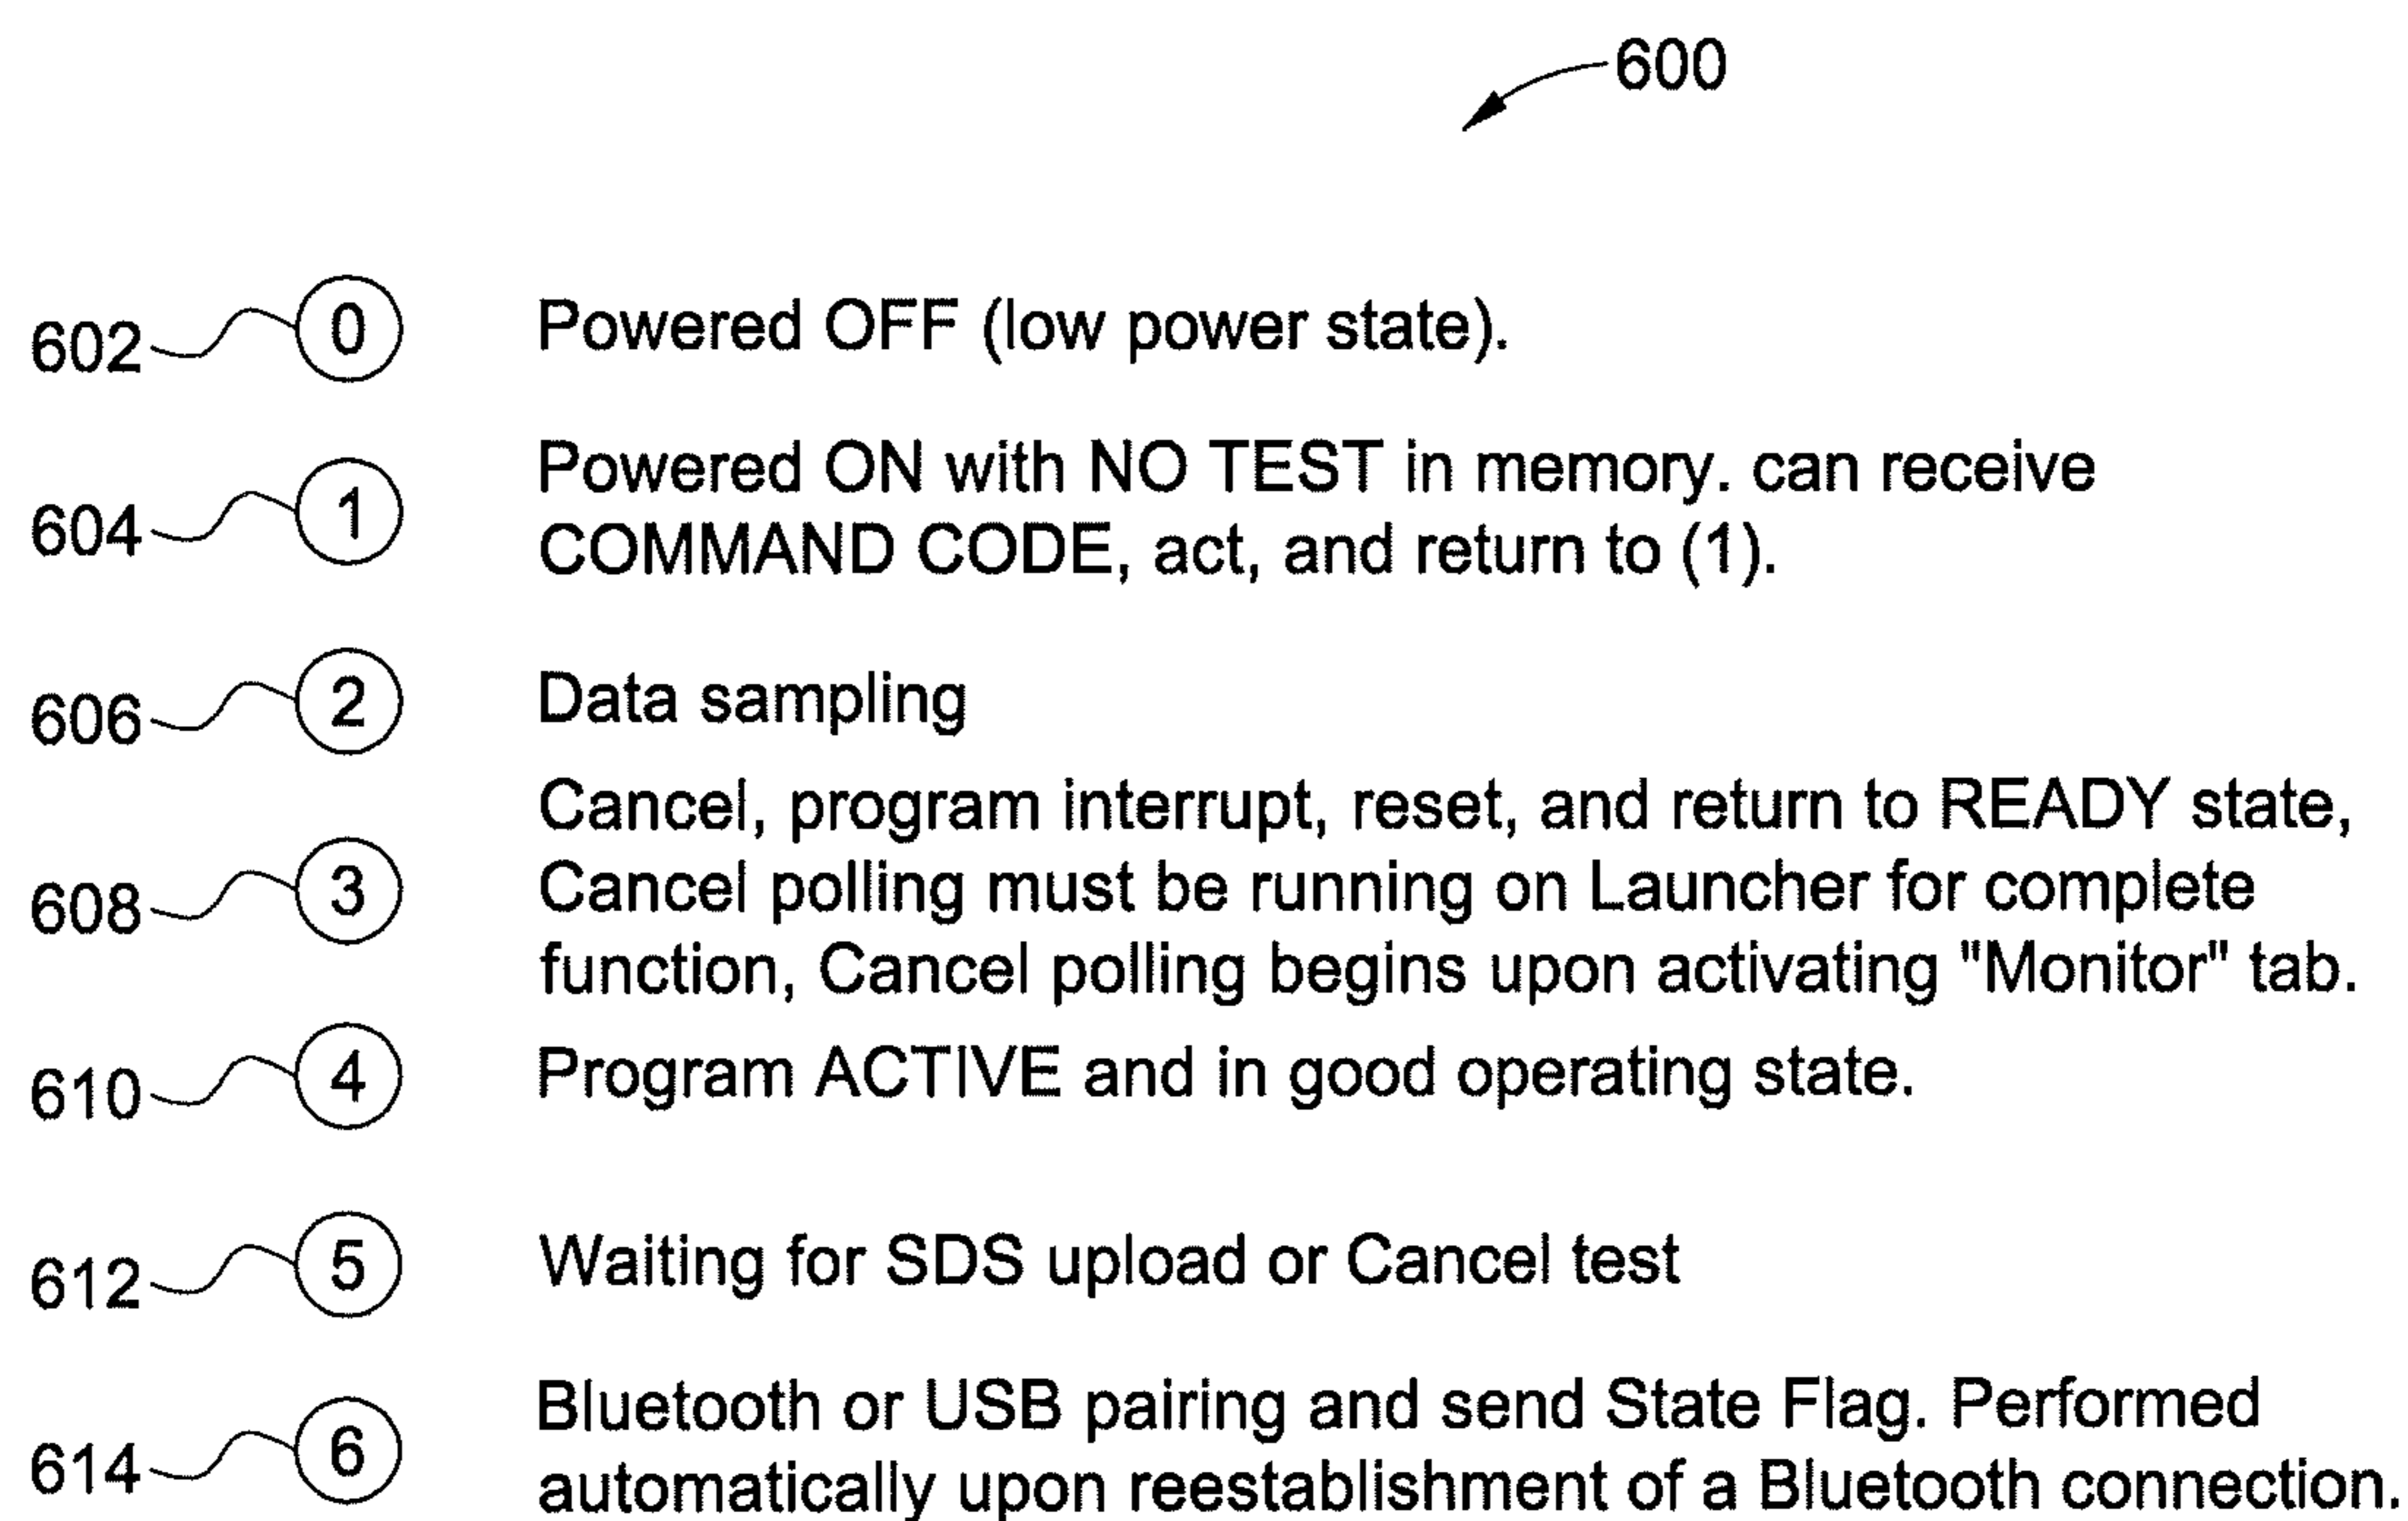 600
602 0 Powered OFF (low power state).
604 1 Powered ON with NO TEST in memory. can receive
COMMAND CODE, act, and return to (1).
606 2 Data sampling
608 3 Cancel, program interrupt, reset, and return to READY state,
Cancel polling must be running on Launcher for complete
function, Cancel polling begins upon activating "Monitor" tab.
610 4 Program ACTIVE and in good operating state.
612 5 Waiting for SDS upload or Cancel test
614 6 Bluetooth or USB pairing and send State Flag. Performed
automatically upon reestablishment of a Bluetooth connection.